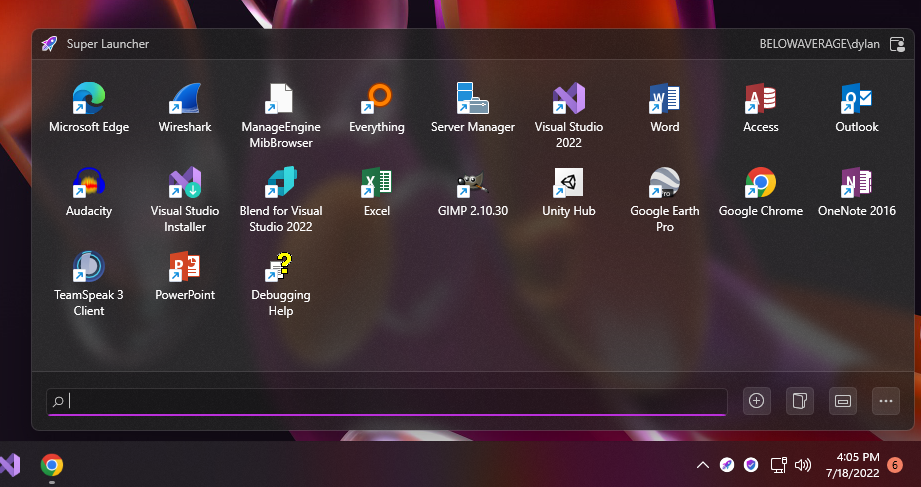 Super Launcher
BELOWAVERAGE\dylan
Microsoft Edge
Wireshark
ManageEngine
MibBrowser
Everything
Server Manager
Visual Studio
2022
Word
Access
Outlook
Audacity
Visual Studio
Installer
Blend for Visual
Studio 2022
Excel
GIMP 2.10.30
Unity Hub
Google Earth
Pro
Google Chrome
OneNote 2016
TeamSpeak 3
Client
PowerPoint
Debugging
Help
4:05 PM
7/18/2022
6